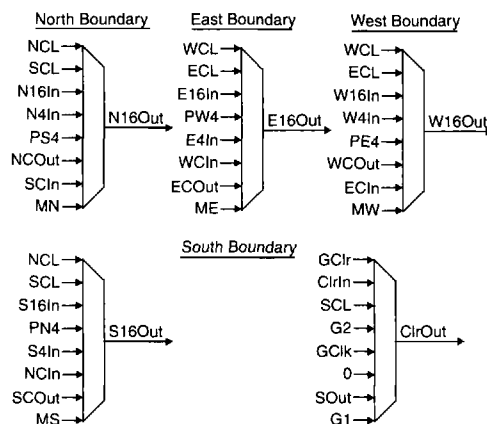 North Boundary
NCL
SCL
N16In
N4In
PS4
NCOut
SCIn
MN
N16Out
East Boundary
WCL
ECL
E16In
PW4
E4In
WCIn
ECOut
ME
E16Out
West Boundary
WCL
ECL
W16In
W4In
PE4
WCOut
ECIn
MW
W16Out
South Boundary
NCL
SCL
S16In
PN4
S4In
NCIn
SCOut
MS
S16Out
GClr
ClrIn
SCL
G2
GClk
0
SOut
G1
ClrOut